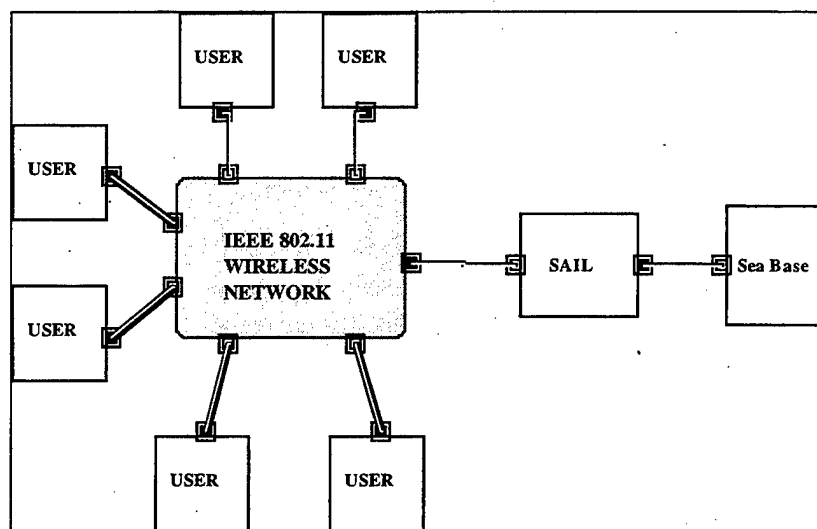 USER
USER
USER
IEEE 802.11
WIRELESS
NETWORK
SAIL
Sea Base
USER
USER
USER